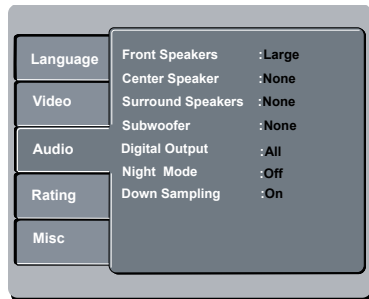 Language
Video
Audio
Rating
Misc
Front Speakers :Large
Center Speaker :None
Surround Speakers :None
Subwoofer :None
Digital Output :All
Night Mode :Off
Down Sampling :On